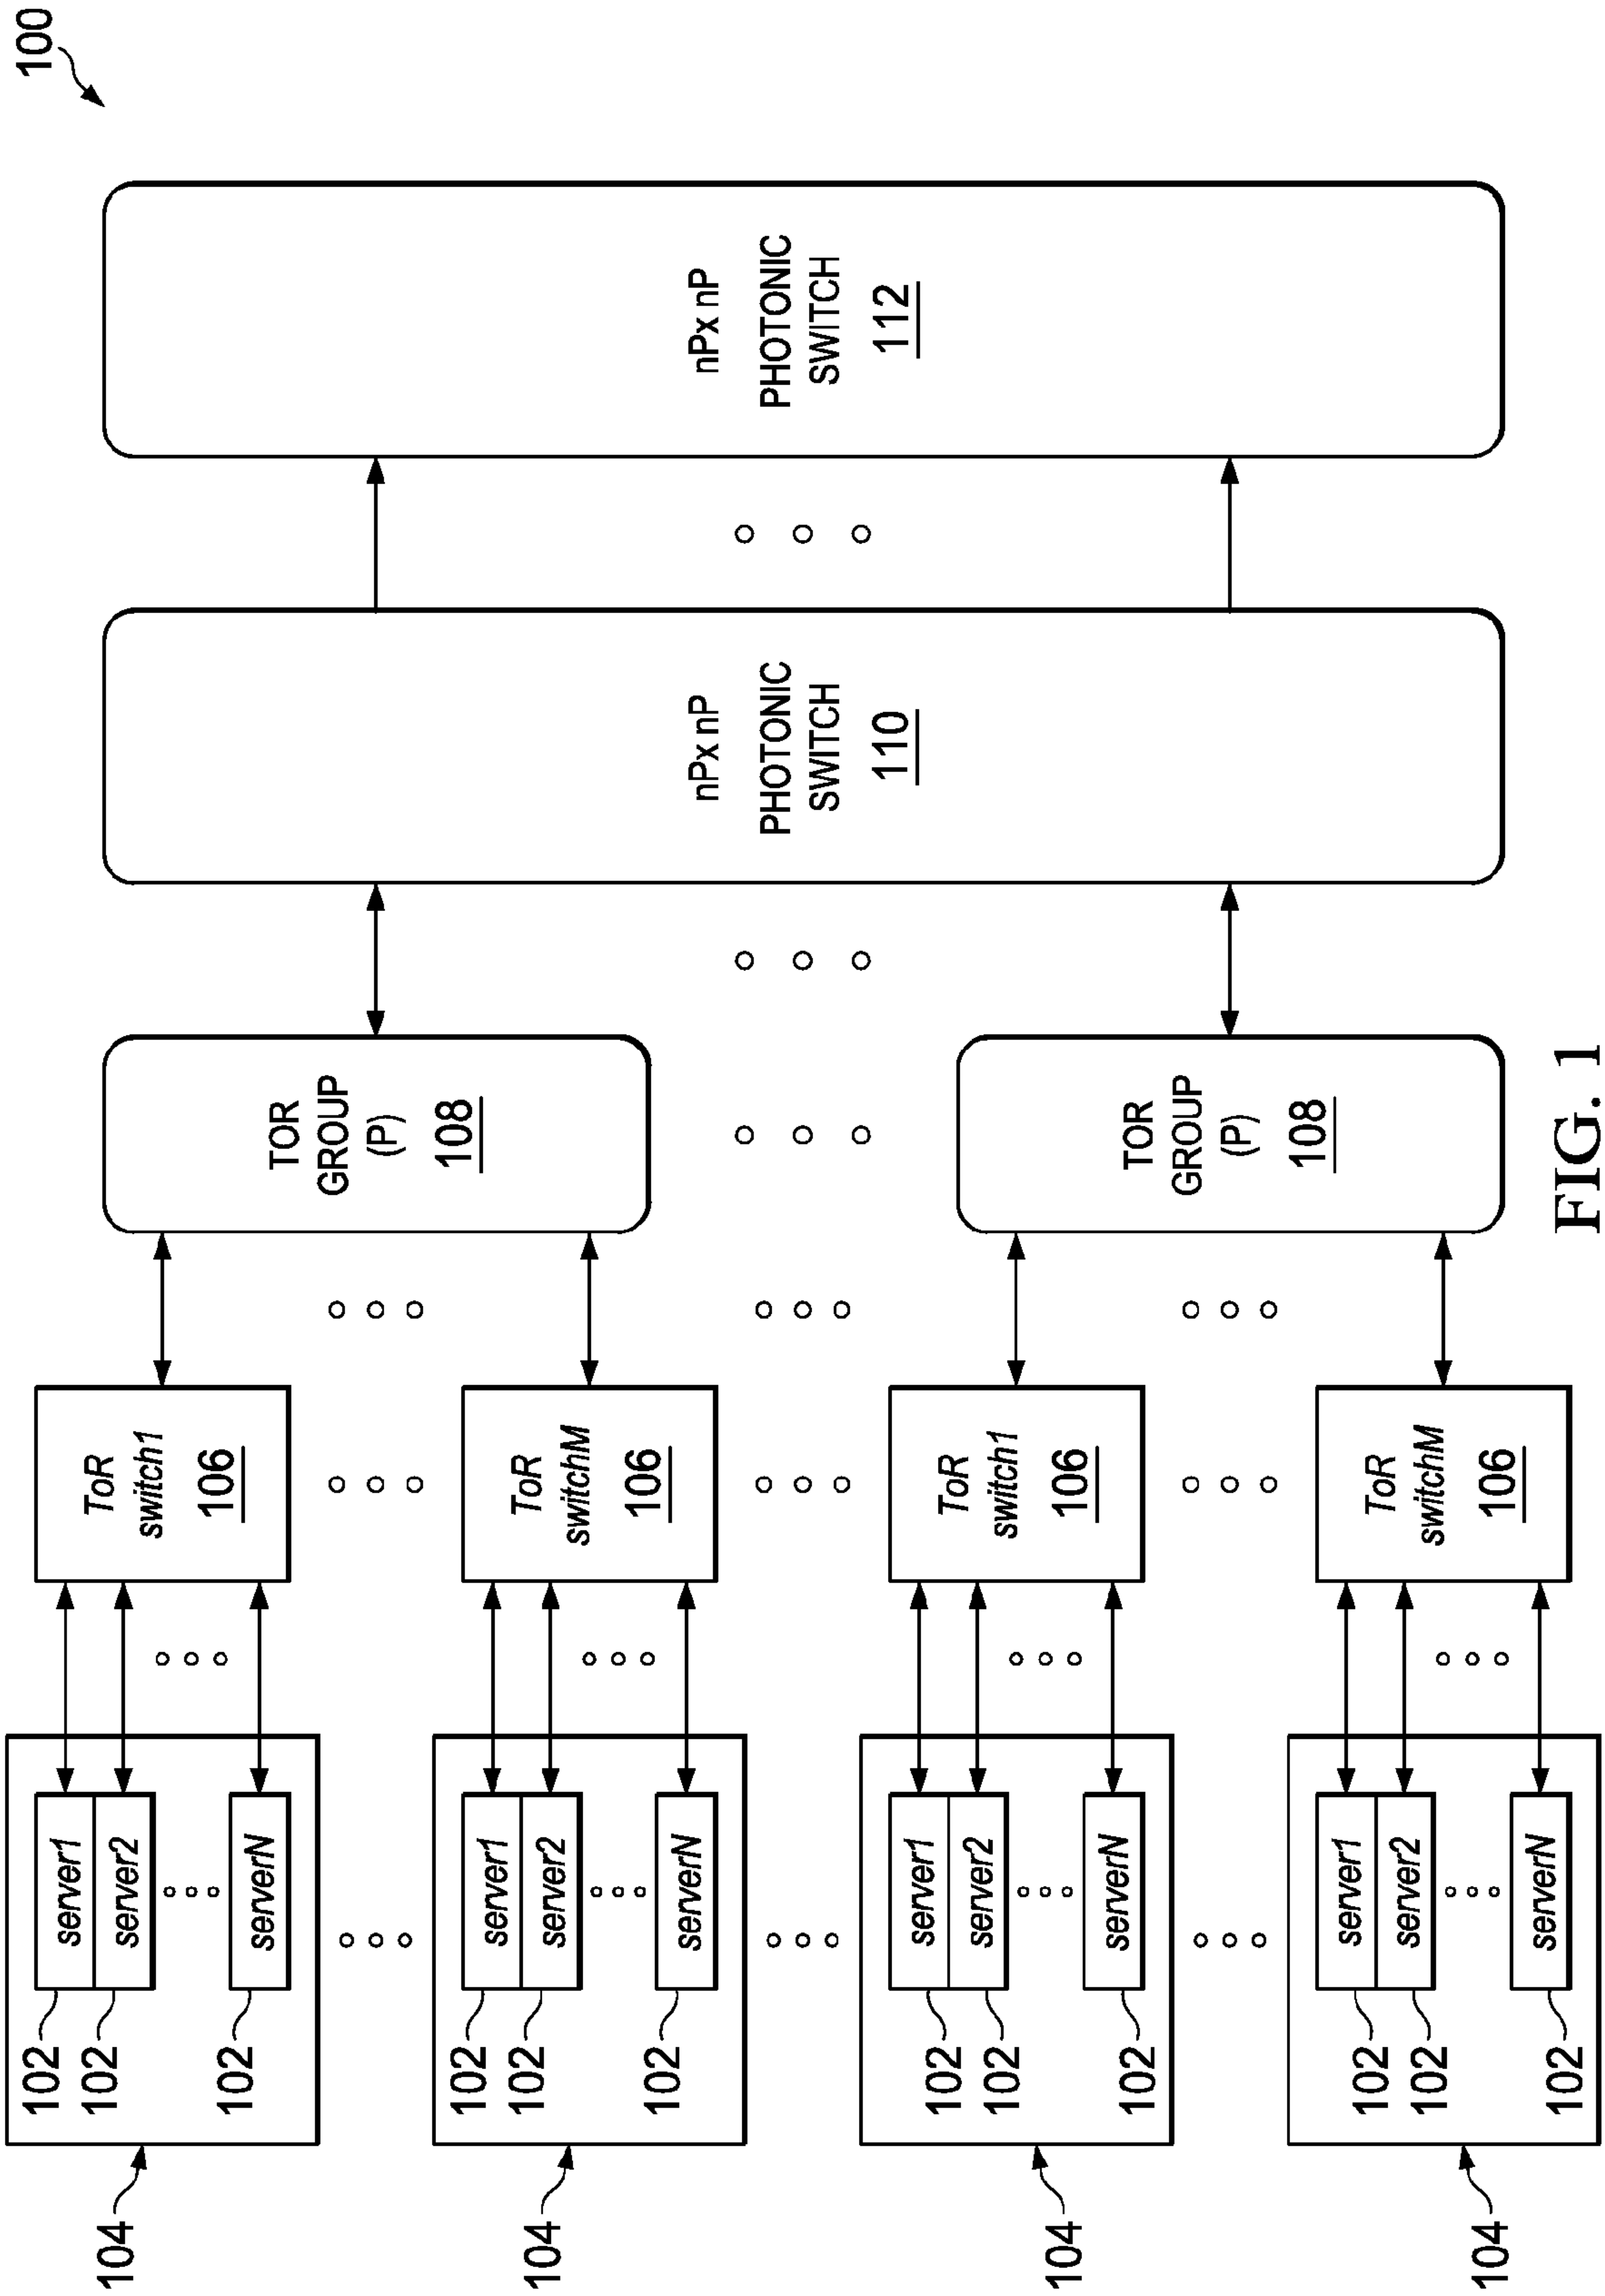 100
102
server1
102
server2
102
serverN
104
ToR
switch1
106
102
server1
102
server2
102
serverN
104
ToR
switchM
106
102
server1
102
server2
102
serverN
104
ToR
switch1
106
102
server1
102
server2
102
serverN
104
ToR
switchM
106
TOR
GROUP
(P)
108
TOR
GROUP
(P)
108
nPx nP
PHOTONIC
SWITCH
110
nPx nP
PHOTONIC
SWITCH
112
FIG. 1